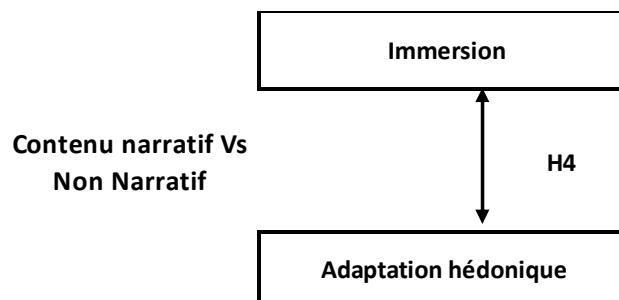 Immersion
Contenu narratif Vs
Non Narratif
H4
Adaptation hédonique